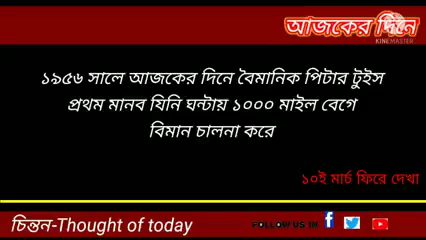 আজকের দিনে
KINEMASTER
১৯৫৬ সালে আজকের দিনে বৈমানিক পিটার টুইস
প্রথম মানব যিনি ঘন্টায় ১০০০ মাইল বেগে
বিমান চালনা করে
১০ই মার্চ ফিরে দেখা
চিন্তন-Thought of today
FOLLOW US IN